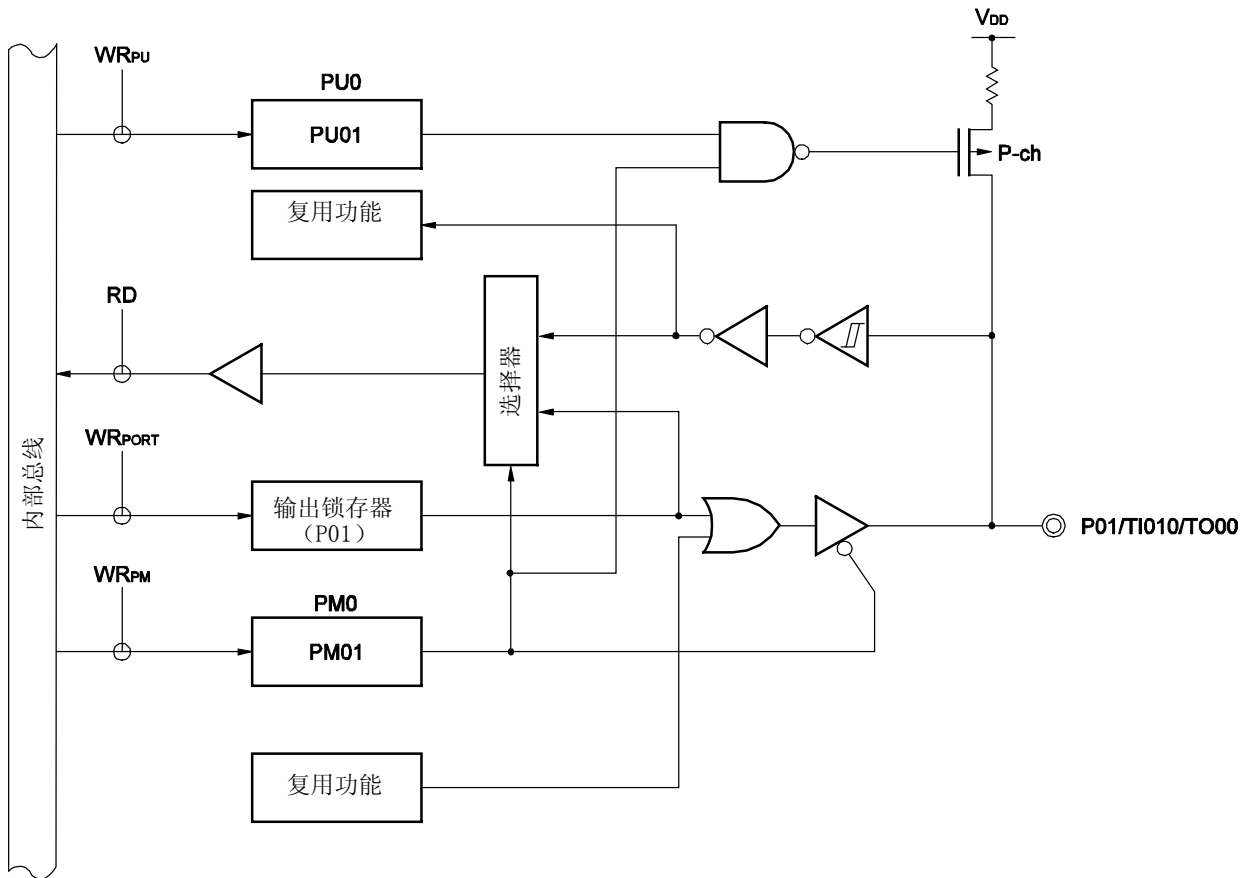 VDD
WRPU
PU0
PU01
P-ch
复用功能
RD
选择器
WRPORT
内部总线
输出锁存器
（P01）
P01/TI010/TO00
WRPM
PM0
PM01
复用功能